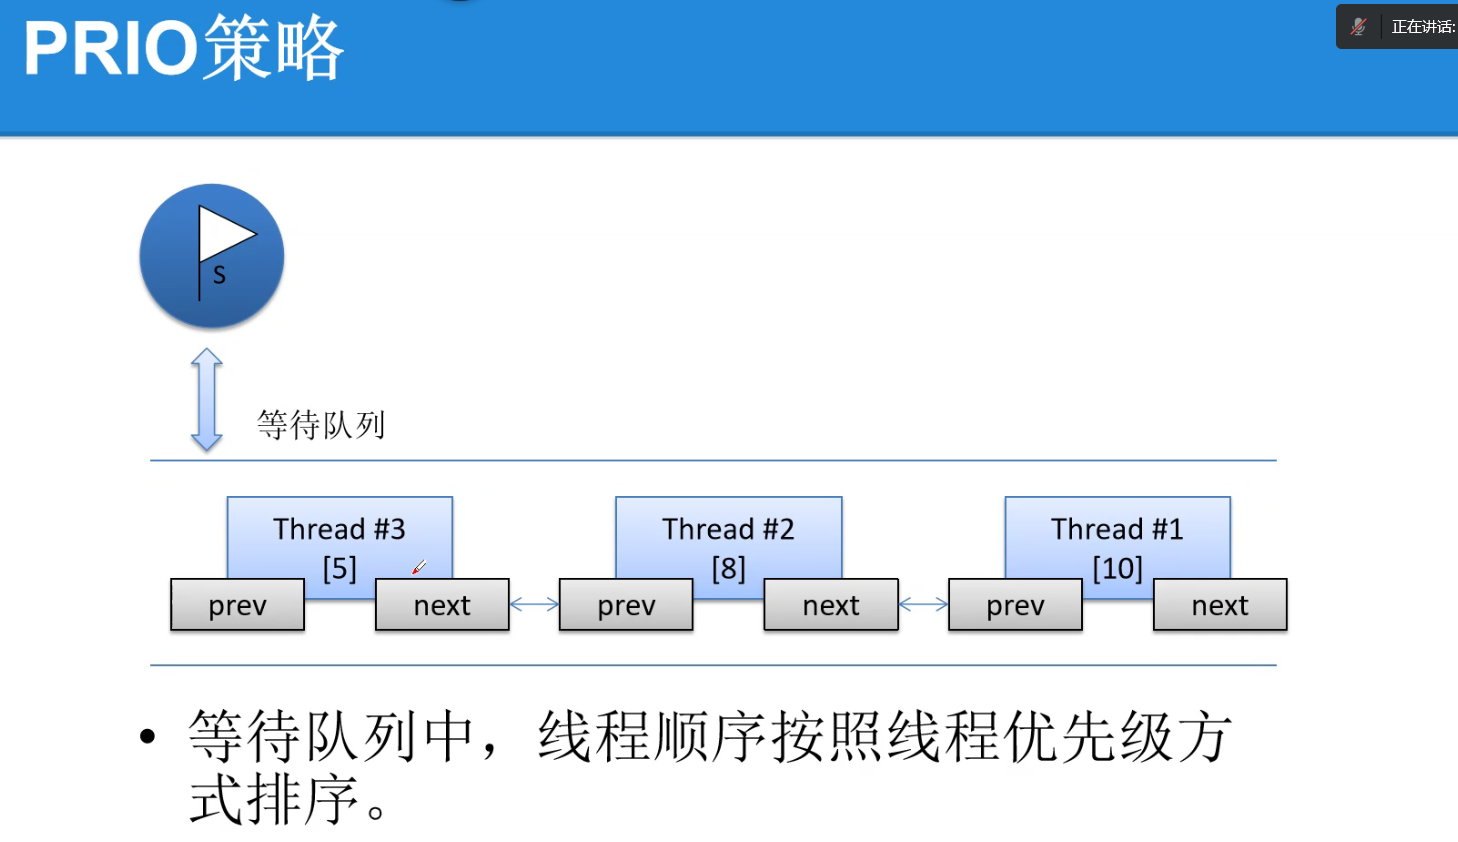 PRIO策略
正在讲话:
S
等待队列
Thread #3
[5]
prev
next
Thread #2
[8]
prev
next
Thread #1
[10]
prev
next
• 等待队列中，线程顺序按照线程优先级方
式排序。